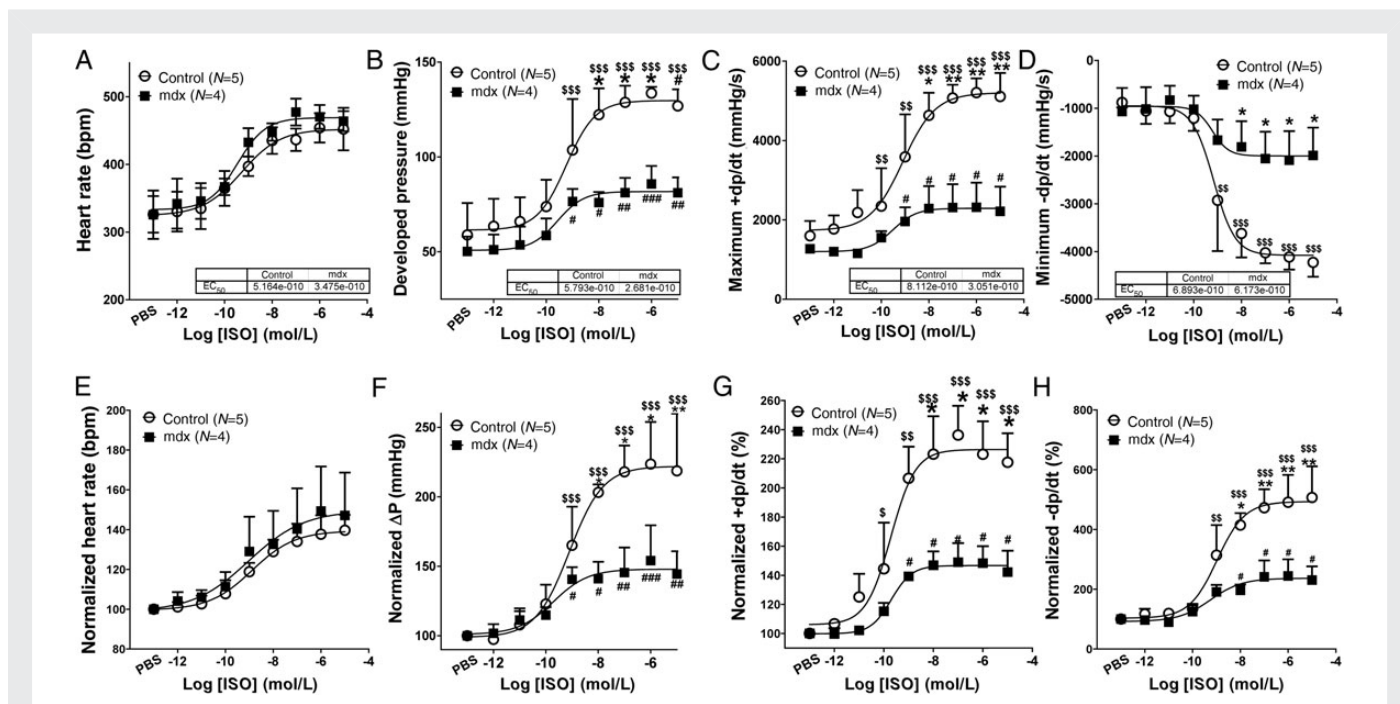 A
Control (N=5)
mdx (N=4)
Heart rate (bpm)
500
400
300
200
Control mdx
EC50 5.164e-010 3.475e-010
PBS -12 -10 -8 -6 -4
Log [ISO] (mol/L)
B
Control (N=5)
mdx (N=4)
Developed pressure (mmHg)
150
100
50
$$$ $$$ $$$ $$$ $$$
* * * #
# # ## ### ##
Control mdx
EC50 5.793e-010 2.681e-010
PBS -12 -10 -8 -6
Log [ISO] (mol/L)
C
Control (N=5)
mdx (N=4)
Maximum +dp/dt (mmHg/s)
6000
4000
2000
0
$$ $$ $$$ $$$ $$$ $$$
* ** ** **
# # # # #
Control mdx
EC50 8.112e-010 3.051e-010
PBS -12 -10 -8 -6 -4
Log [ISO] (mol/L)
D
Control (N=5)
mdx (N=4)
Minimum -dp/dt (mmHg/s)
0
-1000
-2000
-3000
-4000
-5000
* * * *
$$ $$$ $$$ $$$ $$$
Control mdx
EC50 6.893e-010 6.173e-010
PBS -12 -10 -8 -6 -4
Log [ISO] (mol/L)
E
Control (N=5)
mdx (N=4)
Normalized heart rate (bpm)
200
180
160
140
120
100
80
PBS -12 -10 -8 -6 -4
Log [ISO] (mol/L)
F
Control (N=5)
mdx (N=4)
Normalized ΔP (mmHg)
250
200
150
100
$$$ $$$ $$$ $$$ $$$
* * * **
# # ## ### ##
PBS -12 -10 -8 -6
Log [ISO] (mol/L)
G
Control (N=5)
mdx (N=4)
Normalized +dp/dt (%)
260
240
220
200
180
160
140
120
100
$ $$ $$$ $$$ $$$ $$$
* * * *
# # # # #
PBS -12 -10 -8 -6 -4
Log [ISO] (mol/L)
H
Control (N=5)
mdx (N=4)
Normalized -dp/dt (%)
800
600
400
200
0
$$ $$$ $$$ $$$ $$$
* ** ** **
# # # #
PBS -12 -10 -8 -6 -4
Log [ISO] (mol/L)